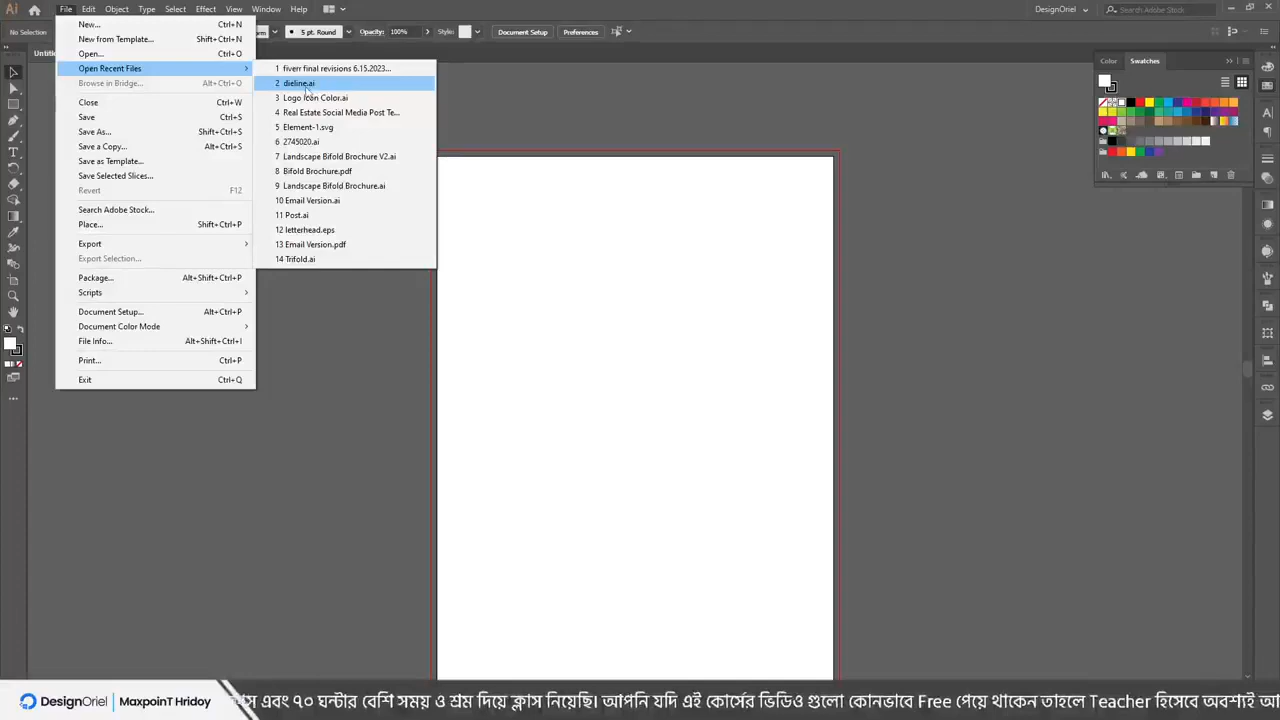 Ai File Edit Object Type Select Effect View Window Help DesignOriel Search Adobe Stock...
No Selection 5 pt. Round Opacity: 100% Style: Document Setup Preferences
New... Ctrl+N
New from Template... Shift+Ctrl+N
Open... Ctrl+O
Open Recent Files
Browse in Bridge... Alt+Ctrl+O
Close Ctrl+W
Save Ctrl+S
Save As... Shift+Ctrl+S
Save a Copy... Alt+Ctrl+S
Save as Template...
Save Selected Slices...
Revert F12
Search Adobe Stock...
Place... Shift+Ctrl+P
Export
Export Selection...
Package... Alt+Shift+Ctrl+P
Scripts
Document Setup... Alt+Ctrl+P
Document Color Mode
File Info... Alt+Shift+Ctrl+I
Print... Ctrl+P
Exit Ctrl+Q
1 fiverr final revisions 6.15.2023...
2 dieline.ai
3 Logo Icon Color.ai
4 Real Estate Social Media Post Te...
5 Element-1.svg
6 2745020.ai
7 Landscape Bifold Brochure V2.ai
8 Bifold Brochure.pdf
9 Landscape Bifold Brochure.ai
10 Email Version.ai
11 Post.ai
12 letterhead.eps
13 Email Version.pdf
14 Trifold.ai
Color Swatches
DesignOriel | MaxpoinT Hridoy
এবং ৭০ ঘন্টার বেশি সময় ও শ্রম দিয়ে ক্লাস নিয়েছি। আপনি যদি এই কোর্সের ভিডিও গুলো কোনভাবে Free পেয়ে থাকেন তাহলে Teacher হিসেবে অবশ্যই